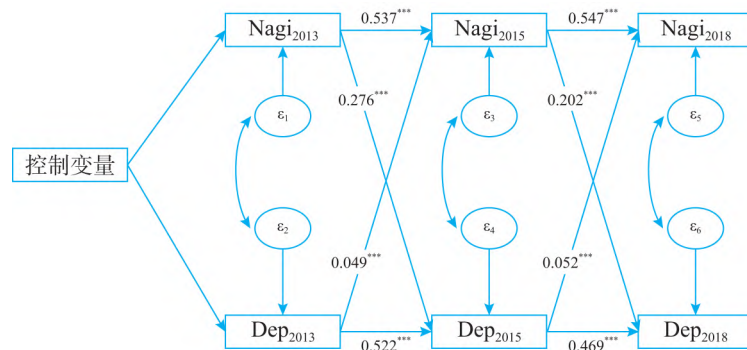 Nagi2013
0.537***
Nagi2015
0.547***
Nagi2018
0.276***
0.202***
ε1
ε3
ε5
控制变量
ε2
ε4
ε6
0.049***
0.052***
Dep2013
0.522***
Dep2015
0.469***
Dep2018